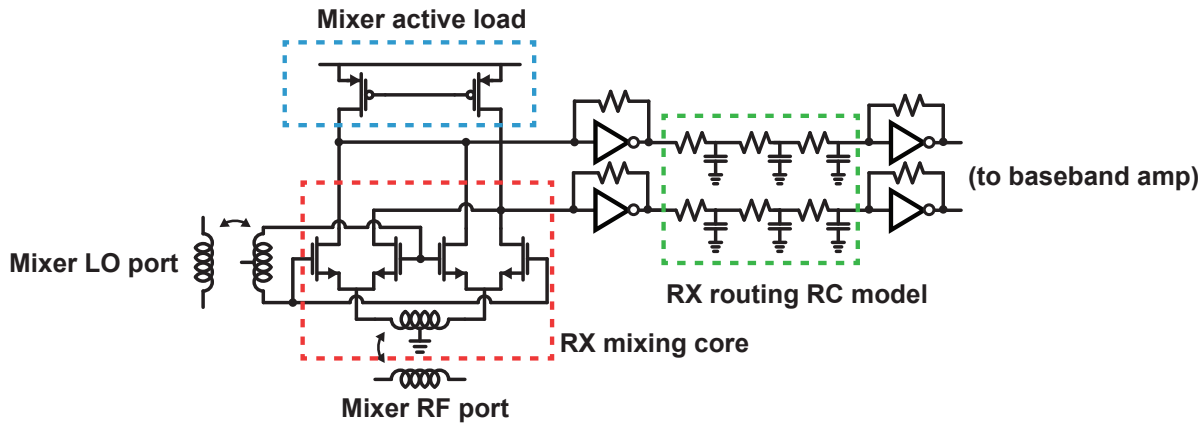 Mixer active load
(to baseband amp)
Mixer LO port
RX routing RC model
RX mixing core
Mixer RF port